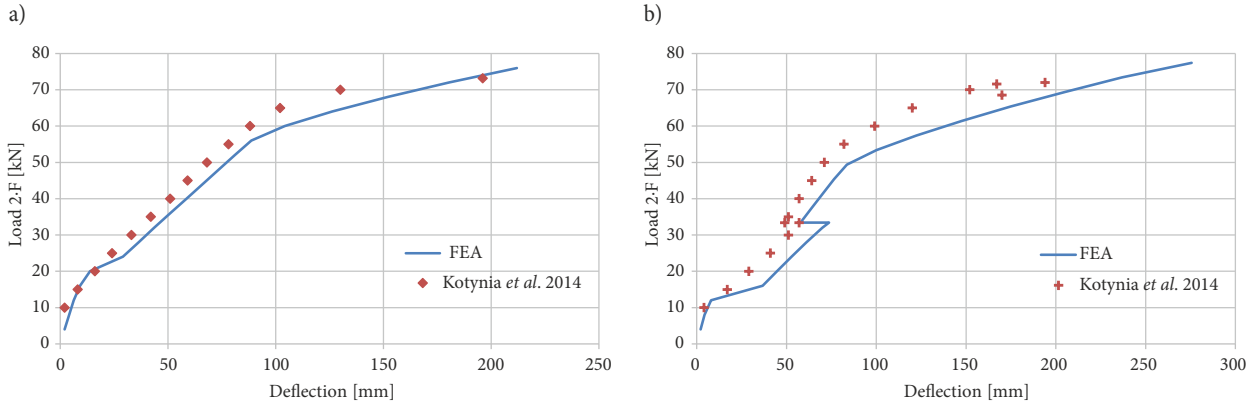 a)
80
70
60
50
40
30
20
10
0
Load 2·F [kN]
0 50 100 150 200 250
Deflection [mm]
FEA
Kotynia et al. 2014
b)
80
70
60
50
40
30
20
10
0
Load 2·F [kN]
0 50 100 150 200 250 300
Deflection [mm]
FEA
Kotynia et al. 2014